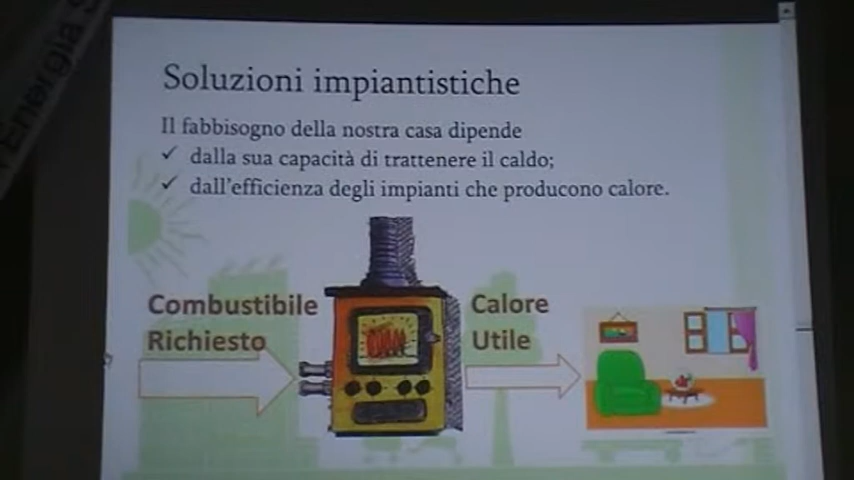 l'Energia S
Soluzioni impiantistiche
Il fabbisogno della nostra casa dipende
✓ dalla sua capacità di trattenere il caldo;
✓ dall'efficienza degli impianti che producono calore.
Combustibile
Richiesto
Calore
Utile